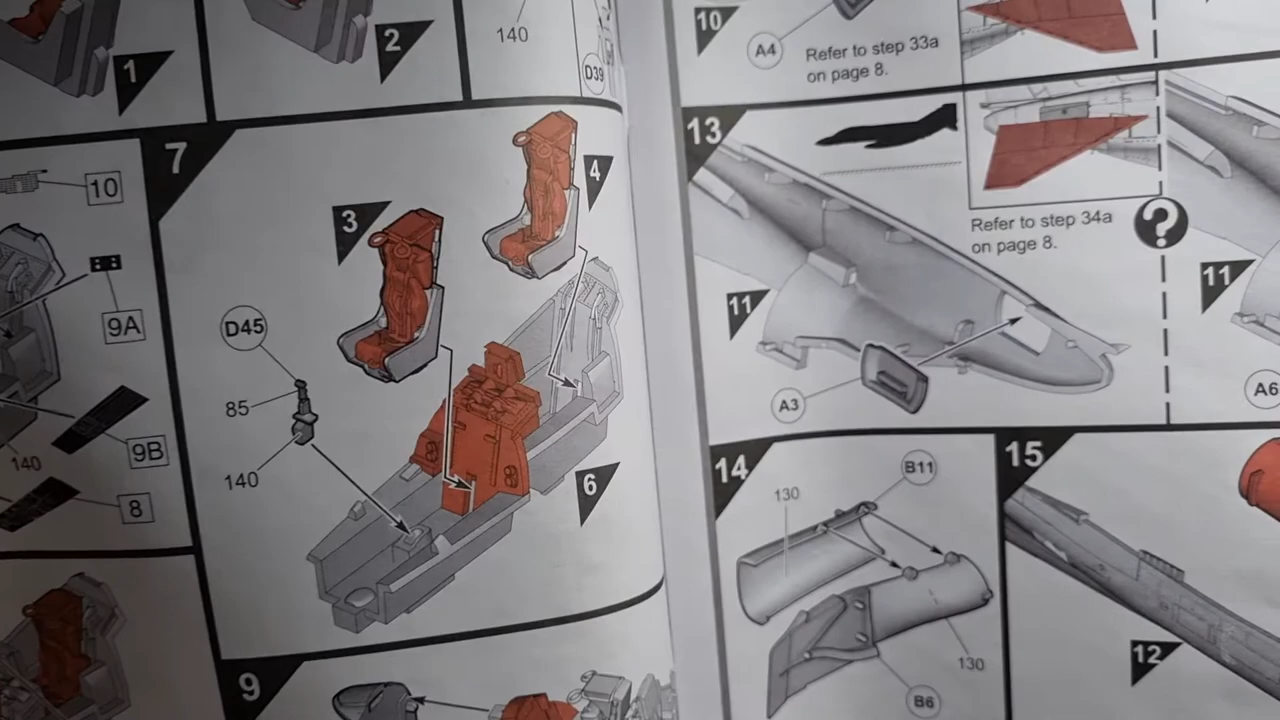 1
2
140
D39
10
9A
9B
140
8
7
3
4
D45
85
140
6
9
10
A4
Refer to step 33a
on page 8.
13
Refer to step 34a
on page 8.
?
11
A3
11
A6
14
B11
130
130
B6
15
12